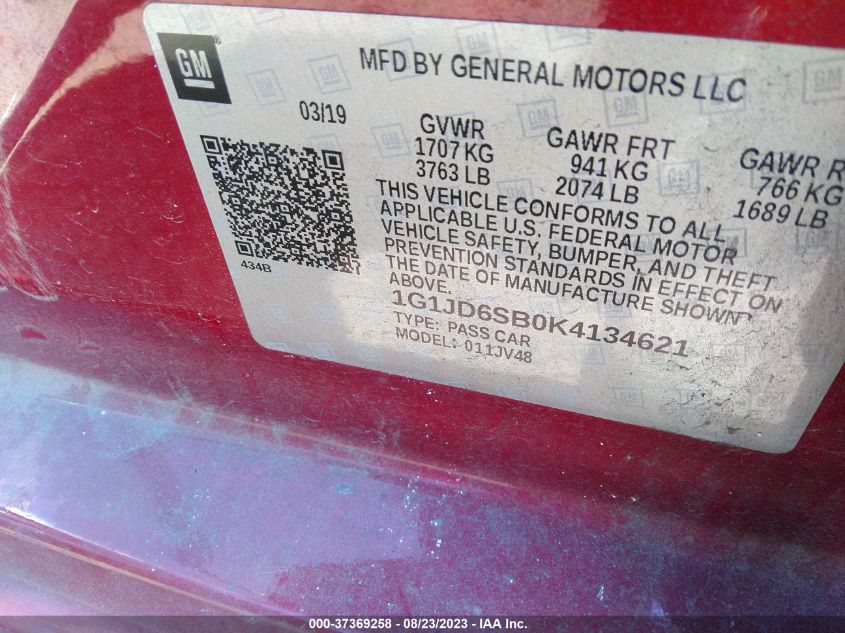 GM
MFD BY GENERAL MOTORS LLC
03/19
GVWR
1707 KG
3763 LB
GAWR FRT
941 KG
2074 LB
GAWR R
766 KG
1689 LB
THIS VEHICLE CONFORMS TO ALL
APPLICABLE U.S. FEDERAL MOTOR
VEHICLE SAFETY, BUMPER, AND THEFT
PREVENTION STANDARDS IN EFFECT ON
THE DATE OF MANUFACTURE SHOWN
ABOVE.
434B
1G1JD6SB0K4134621
TYPE: PASS CAR
MODEL: 011JV48
000-37369258 - 08/23/2023 - IAA Inc.